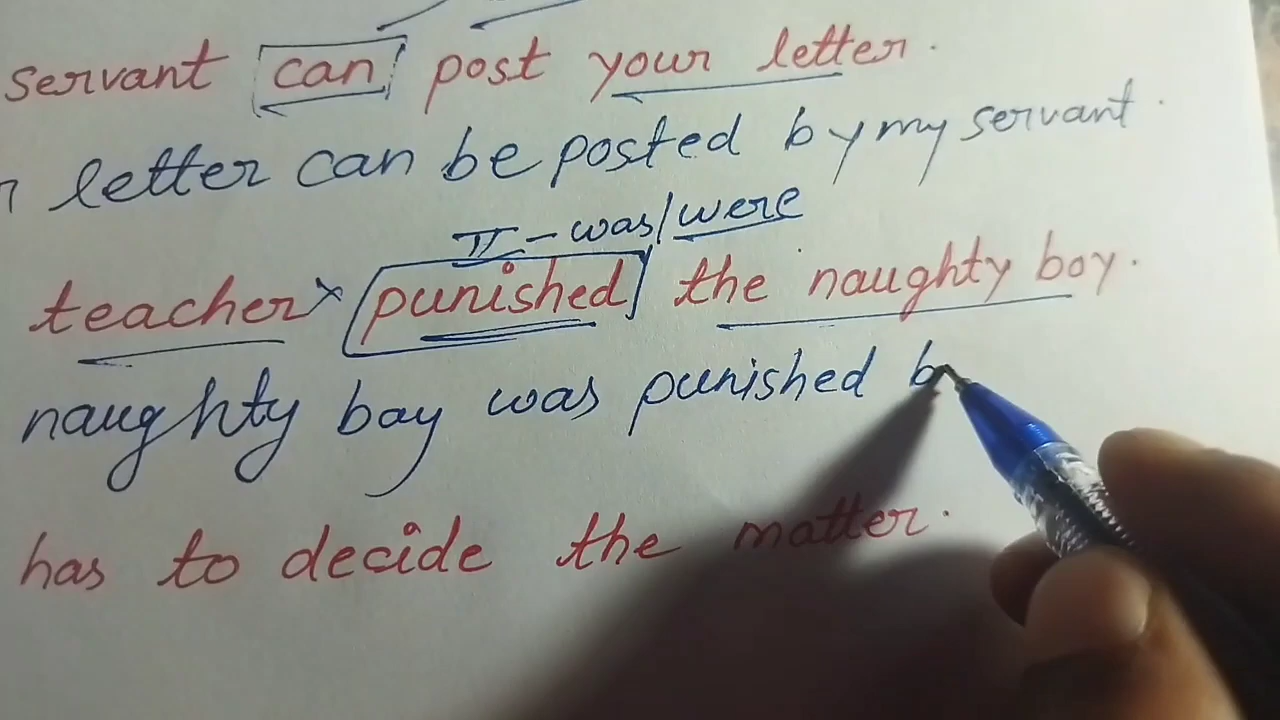 servant can post your letter.
letter can be posted by my servant.
II - was/were
teacher punished the naughty boy.
naughty bay was punished b
has to decide the matter.